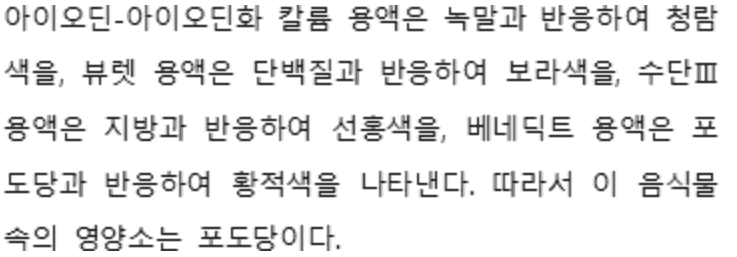 아이오딘-아이오딘화 칼륨 용액은 녹말과 반응하여 청람
색을, 뷰렛 용액은 단백질과 반응하여 보라색을, 수단Ⅲ
용액은 지방과 반응하여 선홍색을, 베네딕트 용액은 포
도당과 반응하여 황적색을 나타낸다. 따라서 이 음식물
속의 영양소는 포도당이다.